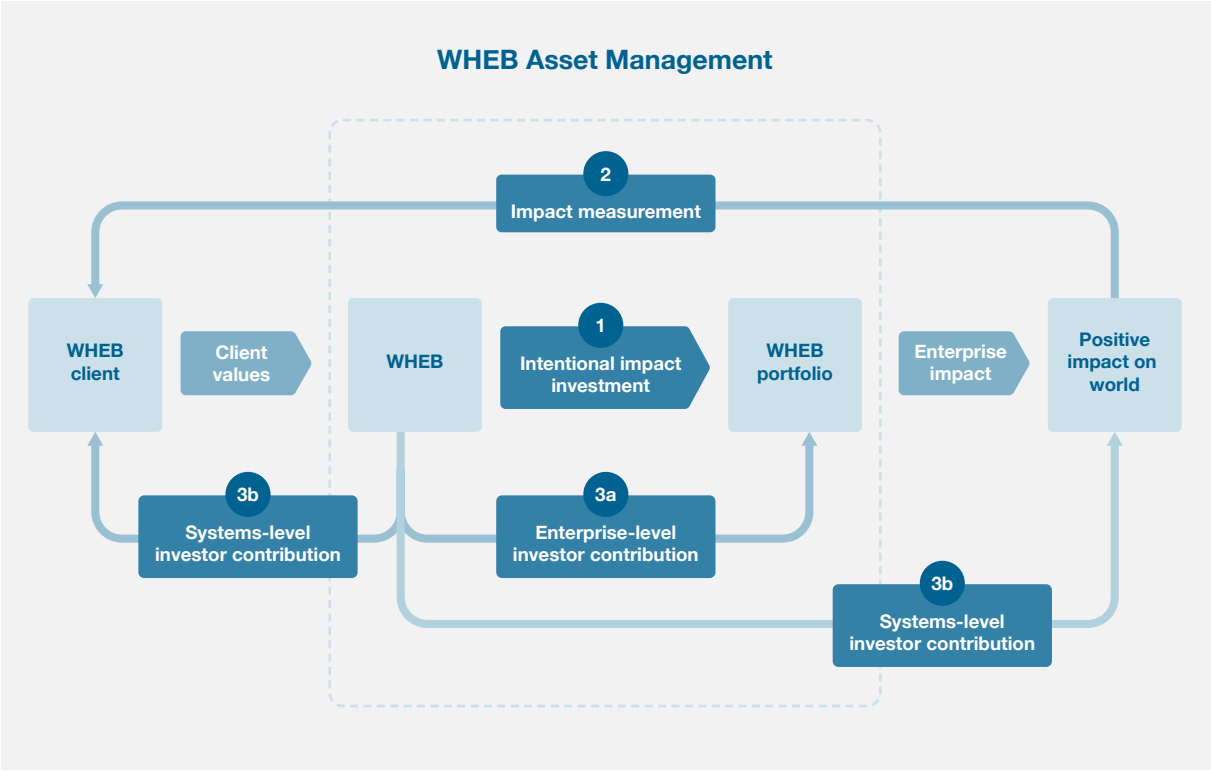 WHEB Asset Management
2
Impact measurement
WHEB
client
Client
values
WHEB
1
Intentional impact
investment
WHEB
portfolio
Enterprise
impact
Positive
impact on
world
3b
Systems-level
investor contribution
3a
Enterprise-level
investor contribution
3b
Systems-level
investor contribution